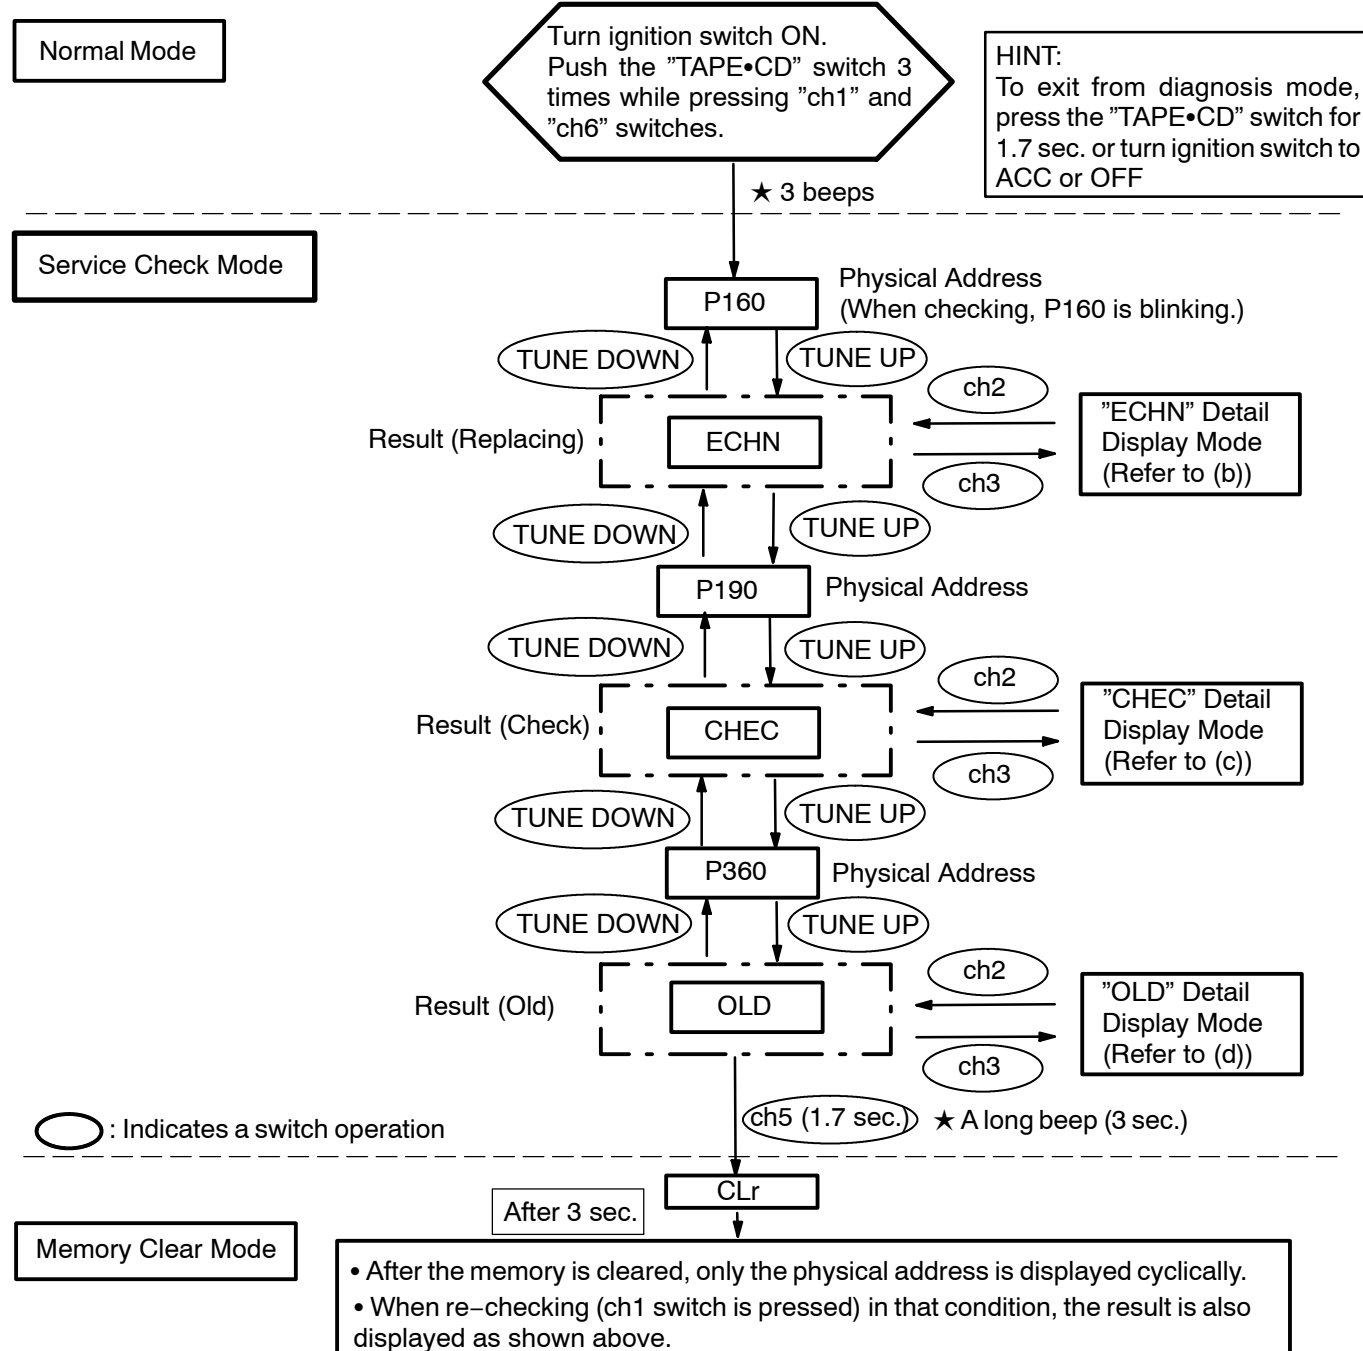 Normal Mode
Turn ignition switch ON.
Push the ”TAPE•CD” switch 3
times while pressing ”ch1” and
”ch6” switches.
HINT:
To exit from diagnosis mode,
press the ”TAPE•CD” switch for
1.7 sec. or turn ignition switch to
ACC or OFF
★ 3 beeps
Service Check Mode
P160
Physical Address
(When checking, P160 is blinking.)
TUNE DOWN
TUNE UP
ch2
Result (Replacing)
ECHN
”ECHN” Detail
Display Mode
(Refer to (b))
ch3
TUNE DOWN
TUNE UP
P190
Physical Address
TUNE DOWN
TUNE UP
ch2
Result (Check)
CHEC
”CHEC” Detail
Display Mode
(Refer to (c))
ch3
TUNE DOWN
TUNE UP
P360
Physical Address
TUNE DOWN
TUNE UP
ch2
Result (Old)
OLD
”OLD” Detail
Display Mode
(Refer to (d))
ch3
: Indicates a switch operation
ch5 (1.7 sec.)
★ A long beep (3 sec.)
CLr
After 3 sec.
Memory Clear Mode
• After the memory is cleared, only the physical address is displayed cyclically.
• When re−checking (ch1 switch is pressed) in that condition, the result is also
displayed as shown above.